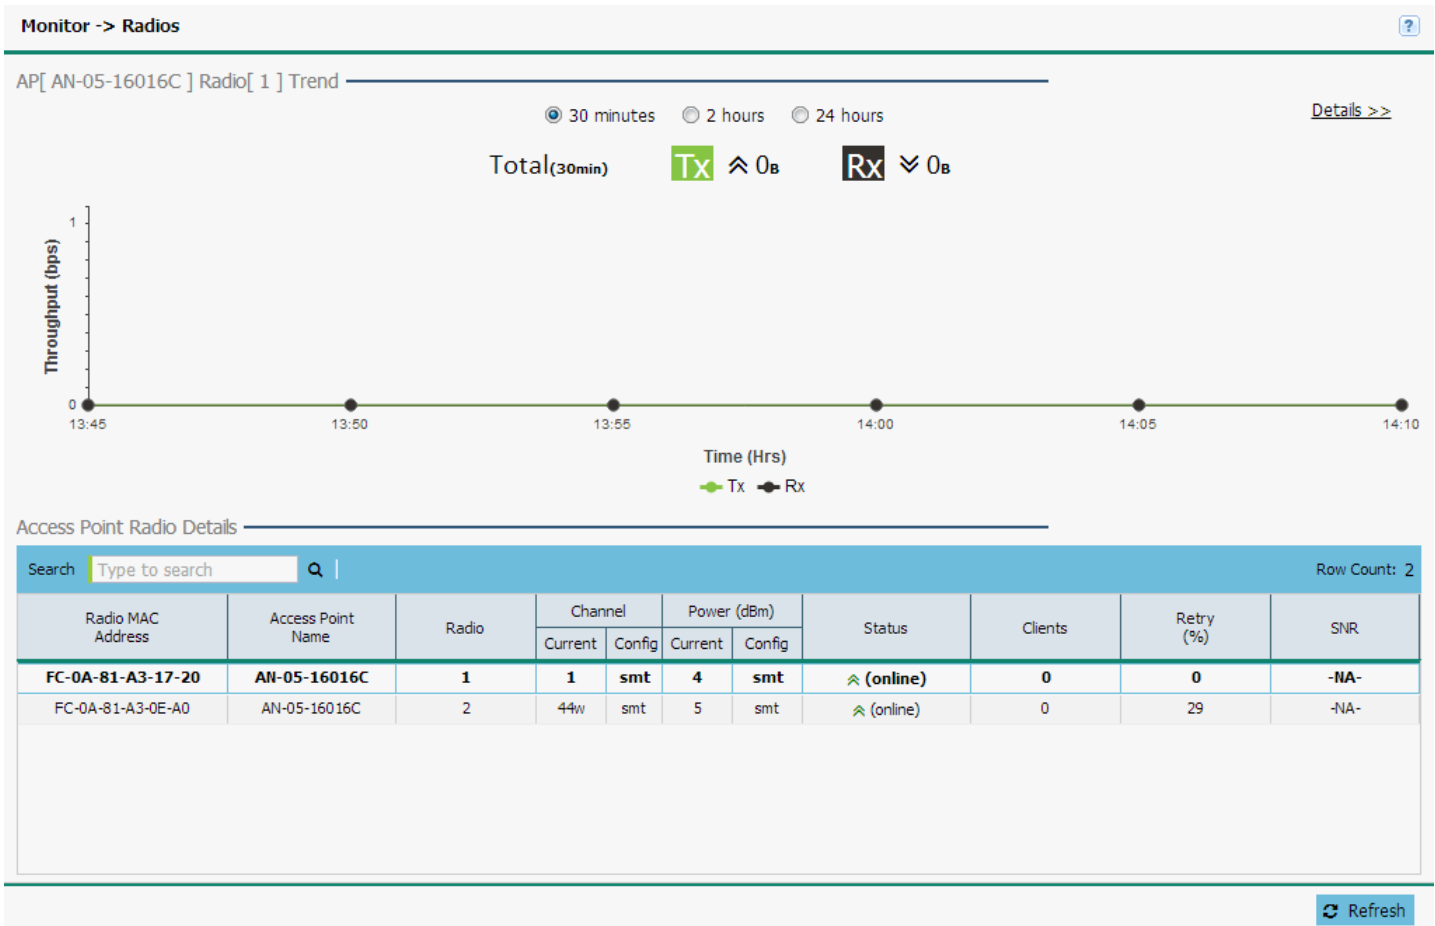 Monitor -> Radios
?
AP[ AN-05-16016C ] Radio[ 1 ] Trend
30 minutes 2 hours 24 hours
Details >>
Total(30min) Tx 0B Rx 0B
Throughput (bps)
1
0
13:45 13:50 13:55 14:00 14:05 14:10
Time (Hrs)
Tx Rx
Access Point Radio Details
Search Type to search Row Count: 2
Radio MAC Address Access Point Name Radio Channel Power (dBm) Status Clients Retry (%) SNR
Current Config Current Config
FC-0A-81-A3-17-20 AN-05-16016C 1 1 smt 4 smt (online) 0 0 -NA-
FC-0A-81-A3-0E-A0 AN-05-16016C 2 44w smt 5 smt (online) 0 29 -NA-
Refresh